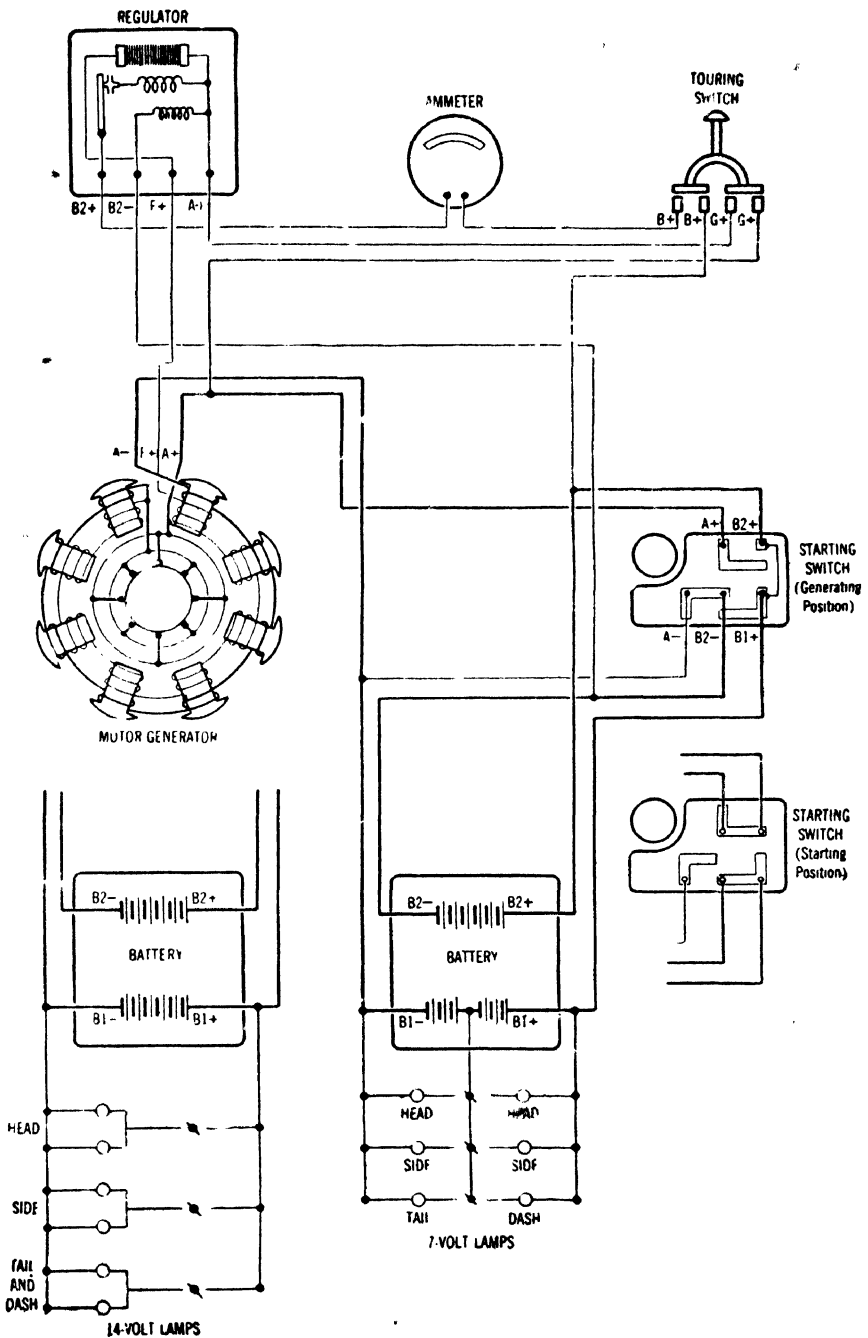 REGULATOR
B2+ B2- F+ A+
AMMETER
TOURING
SWITCH
B+ B+ G+ G+
A- F+ A+
MOTOR GENERATOR
A+ B2+
A- B2- B1+
STARTING
SWITCH
(Generating
Position)
STARTING
SWITCH
(Starting
Position)
B2- B2+
BATTERY
B1- B1+
HEAD
SIDE
TAIL
AND
DASH
14-VOLT LAMPS
B2- B2+
BATTERY
B1- B1+
HEAD HEAD
SIDE SIDE
TAIL DASH
7-VOLT LAMPS